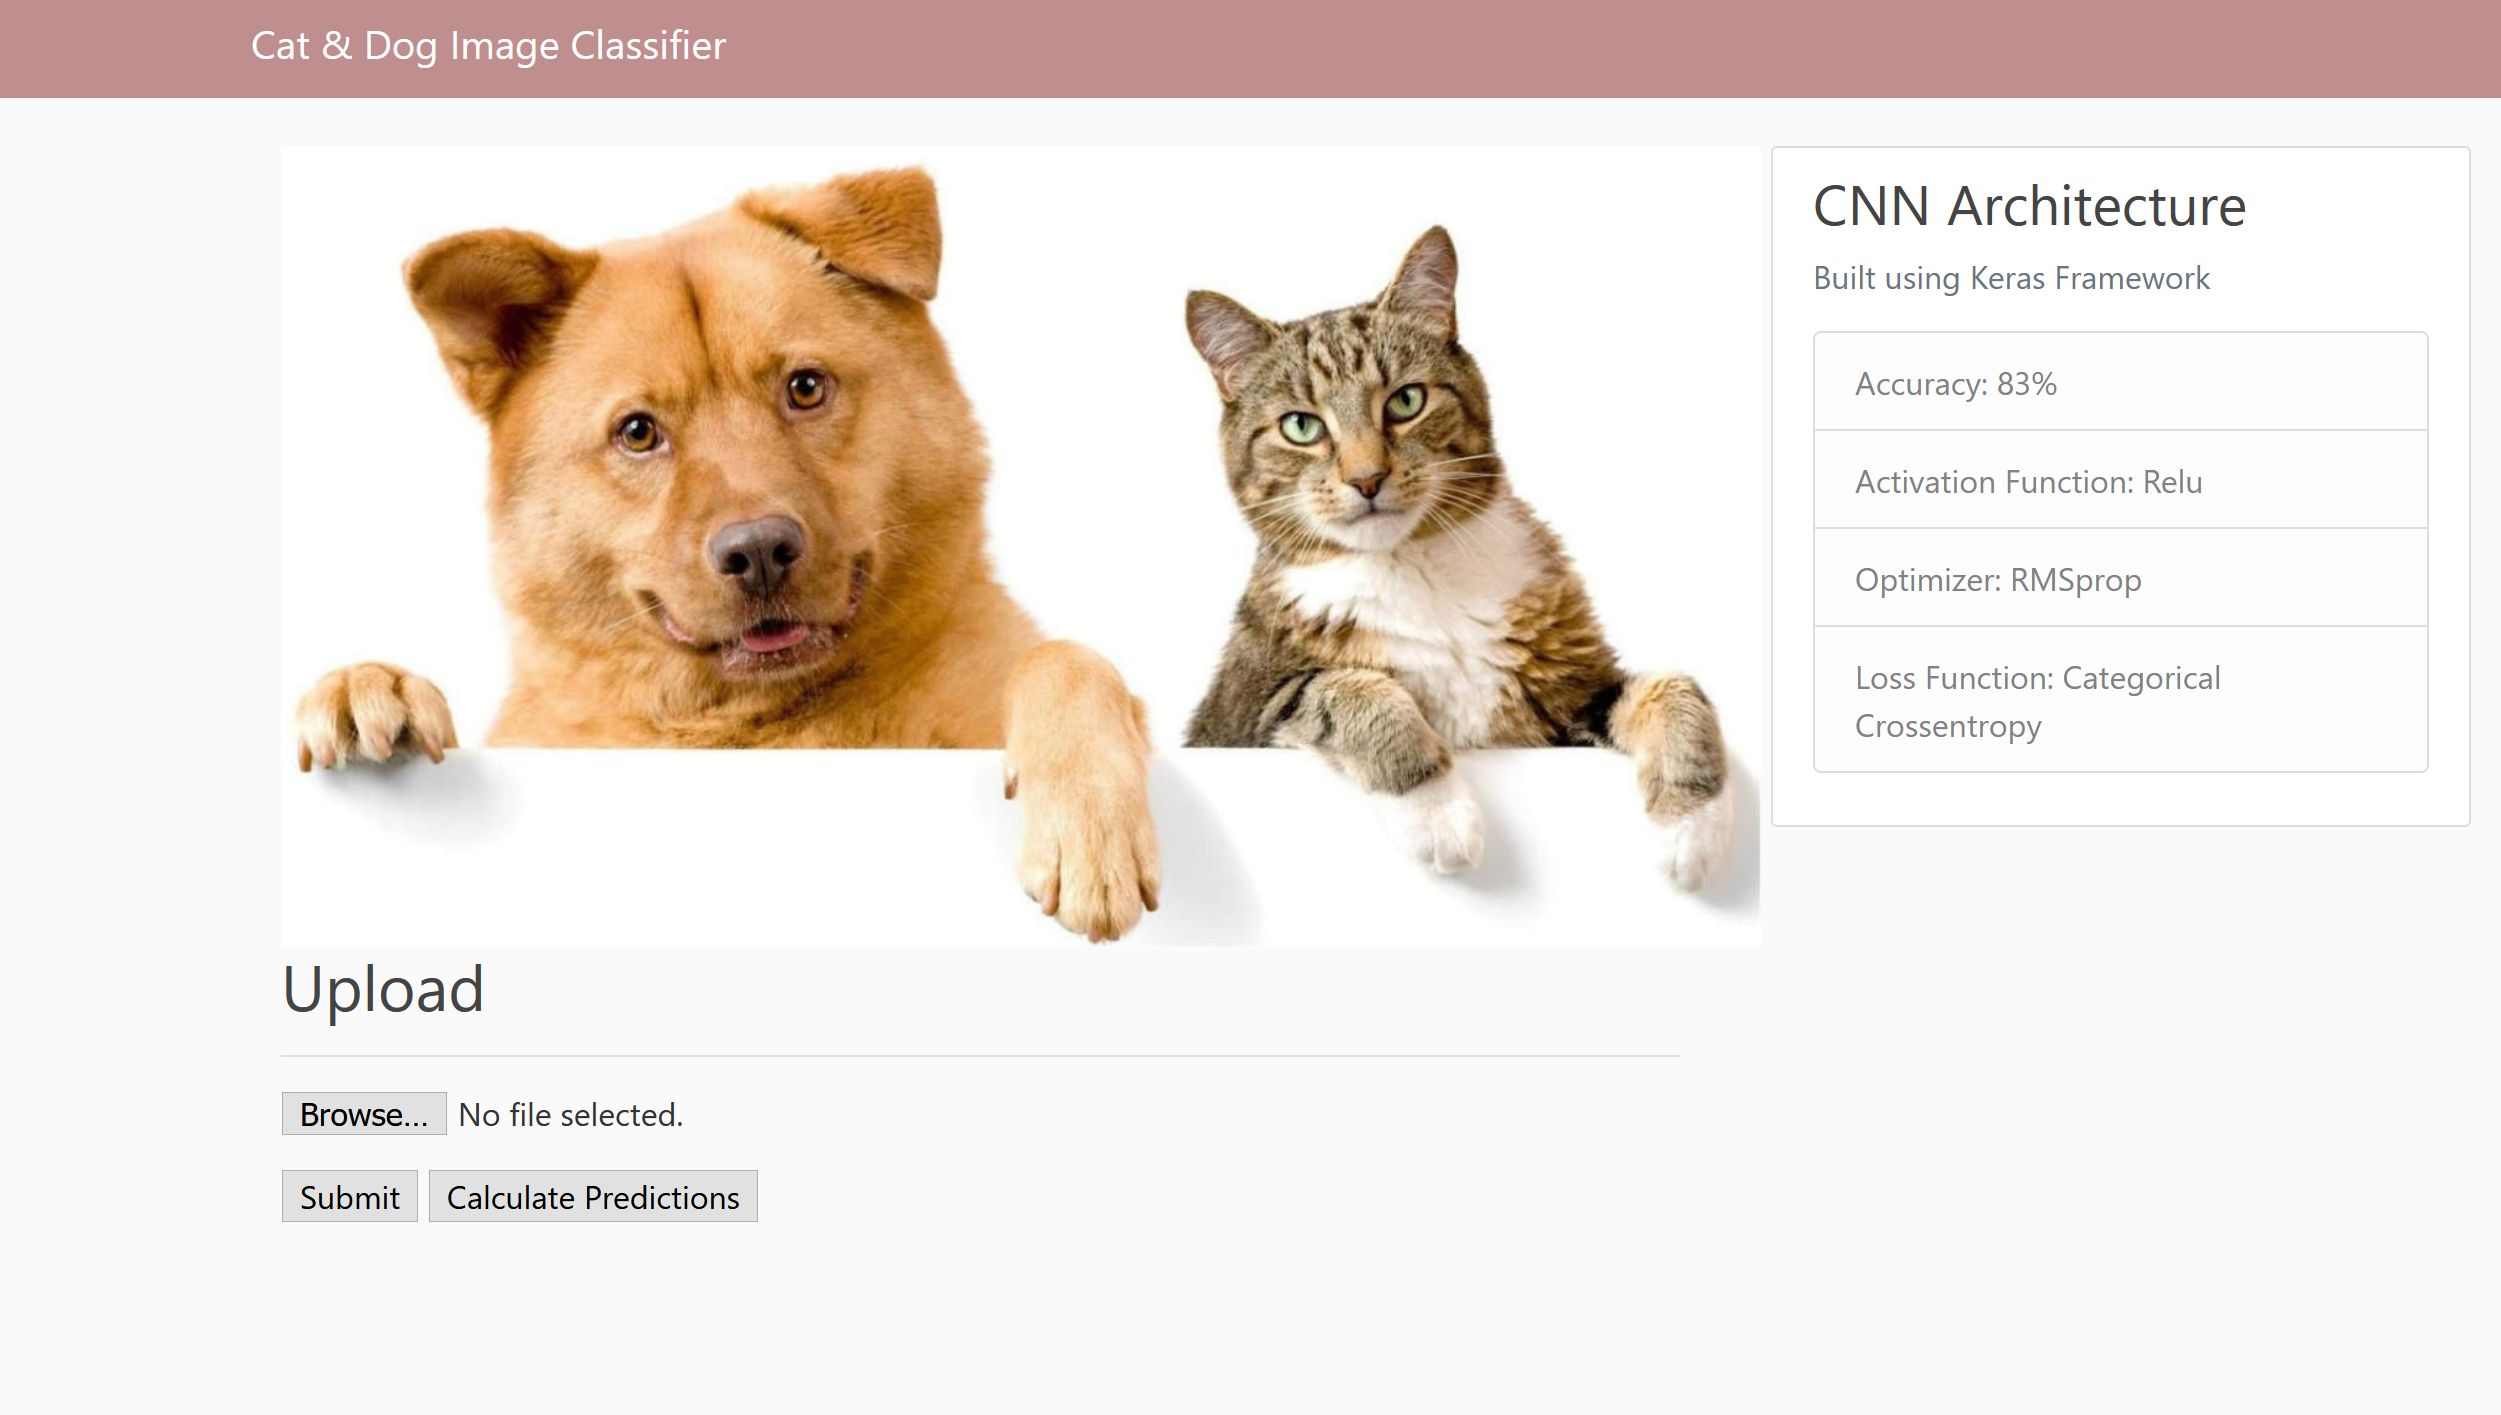 Cat & Dog Image Classifier
CNN Architecture
Built using Keras Framework
Accuracy: 83%
Activation Function: Relu
Optimizer: RMSprop
Loss Function: Categorical
Crossentropy
Upload
Browse... No file selected.
Submit Calculate Predictions